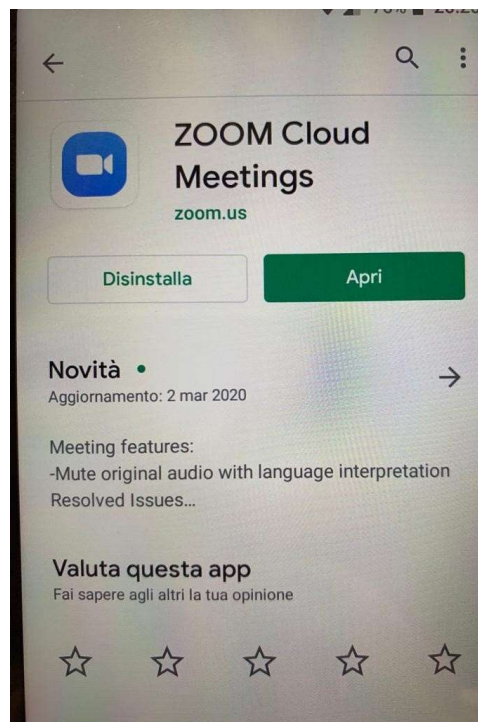 ZOOM Cloud
Meetings
zoom.us
Disinstalla
Apri
Novità
Aggiornamento: 2 mar 2020
Meeting features:
-Mute original audio with language interpretation
Resolved Issues...
Valuta questa app
Fai sapere agli altri la tua opinione